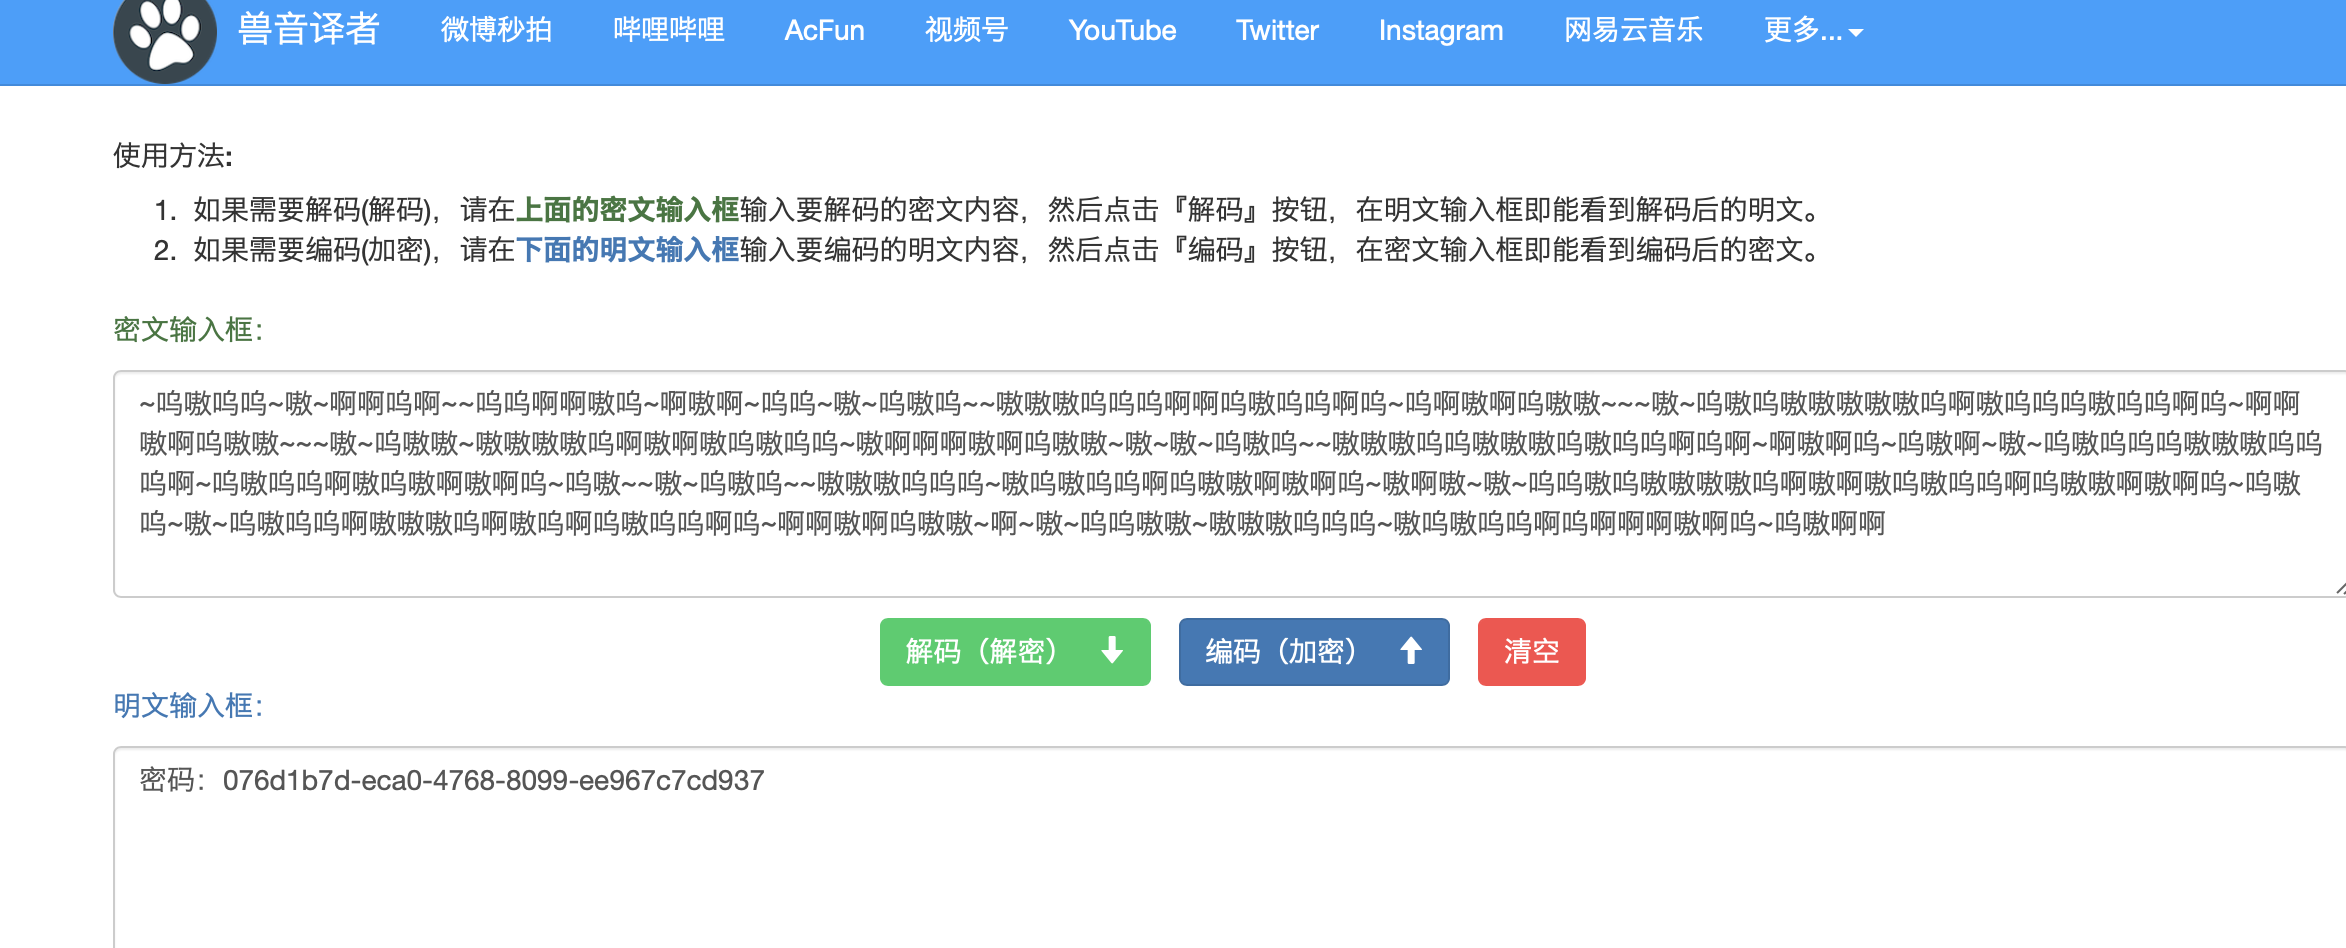 兽音译者 微博秒拍 哔哩哔哩 AcFun 视频号 YouTube Twitter Instagram 网易云音乐 更多...
使用方法:
1. 如果需要解码(解码)，请在上面的密文输入框输入要解码的密文内容，然后点击『解码』按钮，在明文输入框即能看到解码后的明文。
2. 如果需要编码(加密)，请在下面的明文输入框输入要编码的明文内容，然后点击『编码』按钮，在密文输入框即能看到编码后的密文。
密文输入框：
~呜嗷呜呜~嗷~啊啊呜啊~~呜呜啊啊嗷呜~啊嗷啊~呜呜~嗷~呜嗷呜~~嗷嗷嗷呜呜呜啊啊呜嗷呜呜啊呜~呜啊嗷啊呜嗷嗷~~~嗷~呜嗷呜嗷嗷嗷嗷嗷呜啊嗷呜呜呜嗷呜呜啊呜~啊啊
嗷啊呜嗷嗷~~~嗷~呜嗷嗷~嗷嗷嗷嗷呜啊嗷啊嗷呜嗷呜呜~嗷啊啊啊嗷啊呜嗷嗷~嗷~嗷~呜嗷呜~~嗷嗷嗷呜呜嗷嗷嗷呜嗷呜呜啊呜啊~啊嗷啊呜~呜嗷啊~嗷~呜嗷呜呜呜嗷嗷嗷呜呜
呜啊~呜嗷呜呜啊嗷呜嗷啊嗷啊呜~呜嗷~~嗷~呜嗷呜~~嗷嗷嗷呜呜呜~嗷呜嗷呜呜啊呜嗷嗷啊嗷啊呜~嗷啊嗷~嗷~呜呜嗷呜嗷嗷嗷嗷呜啊嗷啊嗷呜嗷呜呜啊呜嗷嗷啊嗷啊呜~呜嗷
呜~嗷~呜嗷呜呜啊嗷嗷嗷呜啊嗷呜啊呜嗷呜呜啊呜~啊啊嗷啊呜嗷嗷~啊~嗷~呜呜嗷嗷~嗷嗷嗷呜呜呜~嗷呜嗷呜呜啊呜啊啊啊嗷啊呜~呜嗷啊啊
解码（解密） 编码（加密） 清空
明文输入框：
密码：076d1b7d-eca0-4768-8099-ee967c7cd937